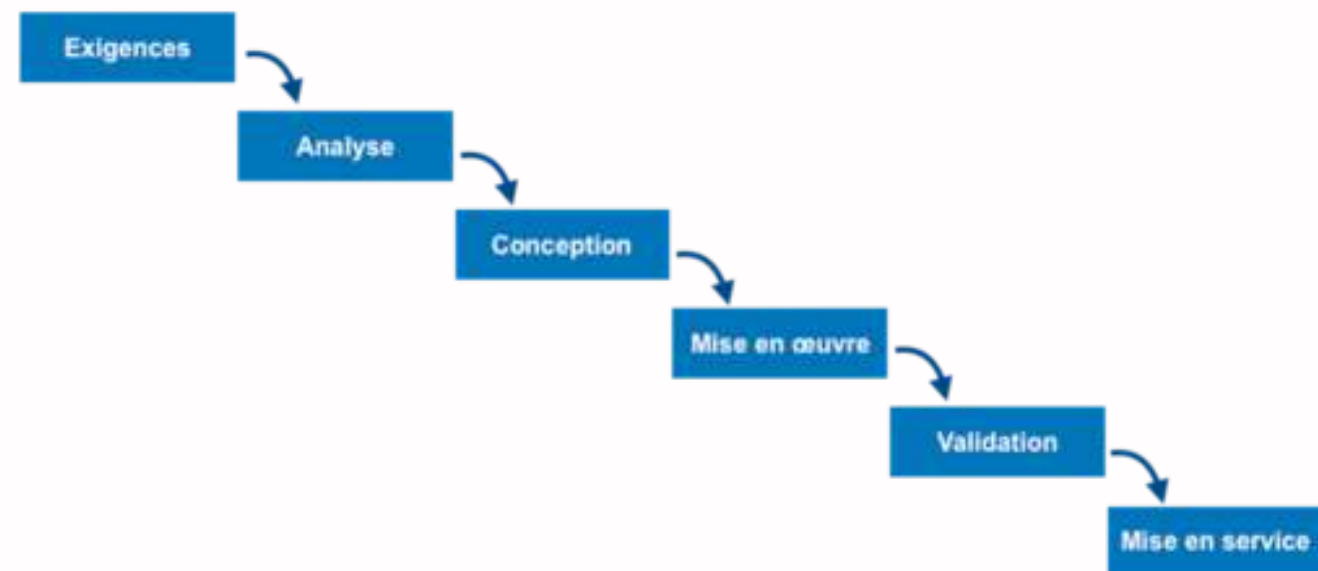 Exigences
Analyse
Conception
Mise en œuvre
Validation
Mise en service